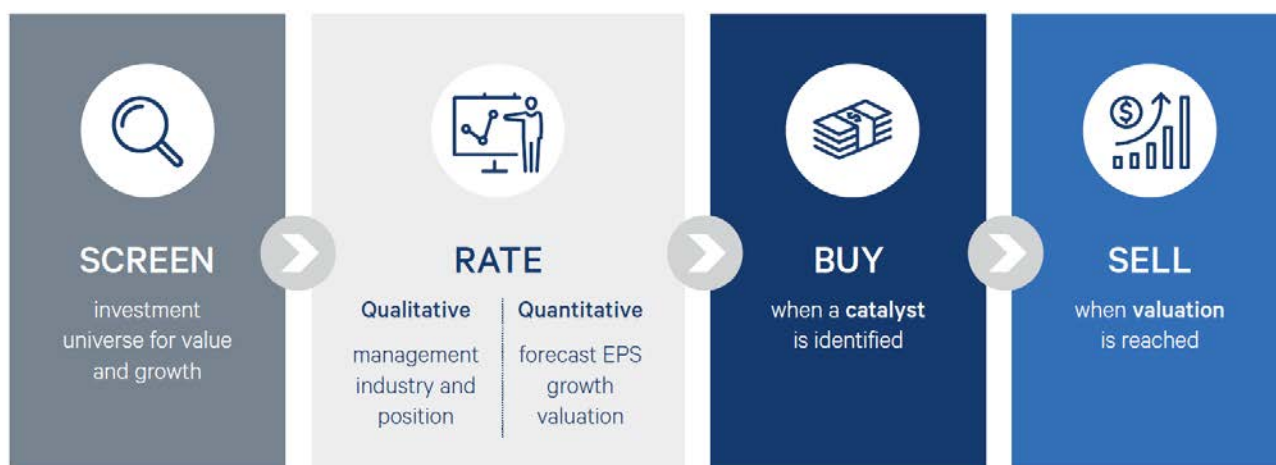 SCREEN
investment
universe for value
and growth
RATE
Qualitative
management
industry and
position
Quantitative
forecast EPS
growth
valuation
$
BUY
when a catalyst
is identified
$
SELL
when valuation
is reached